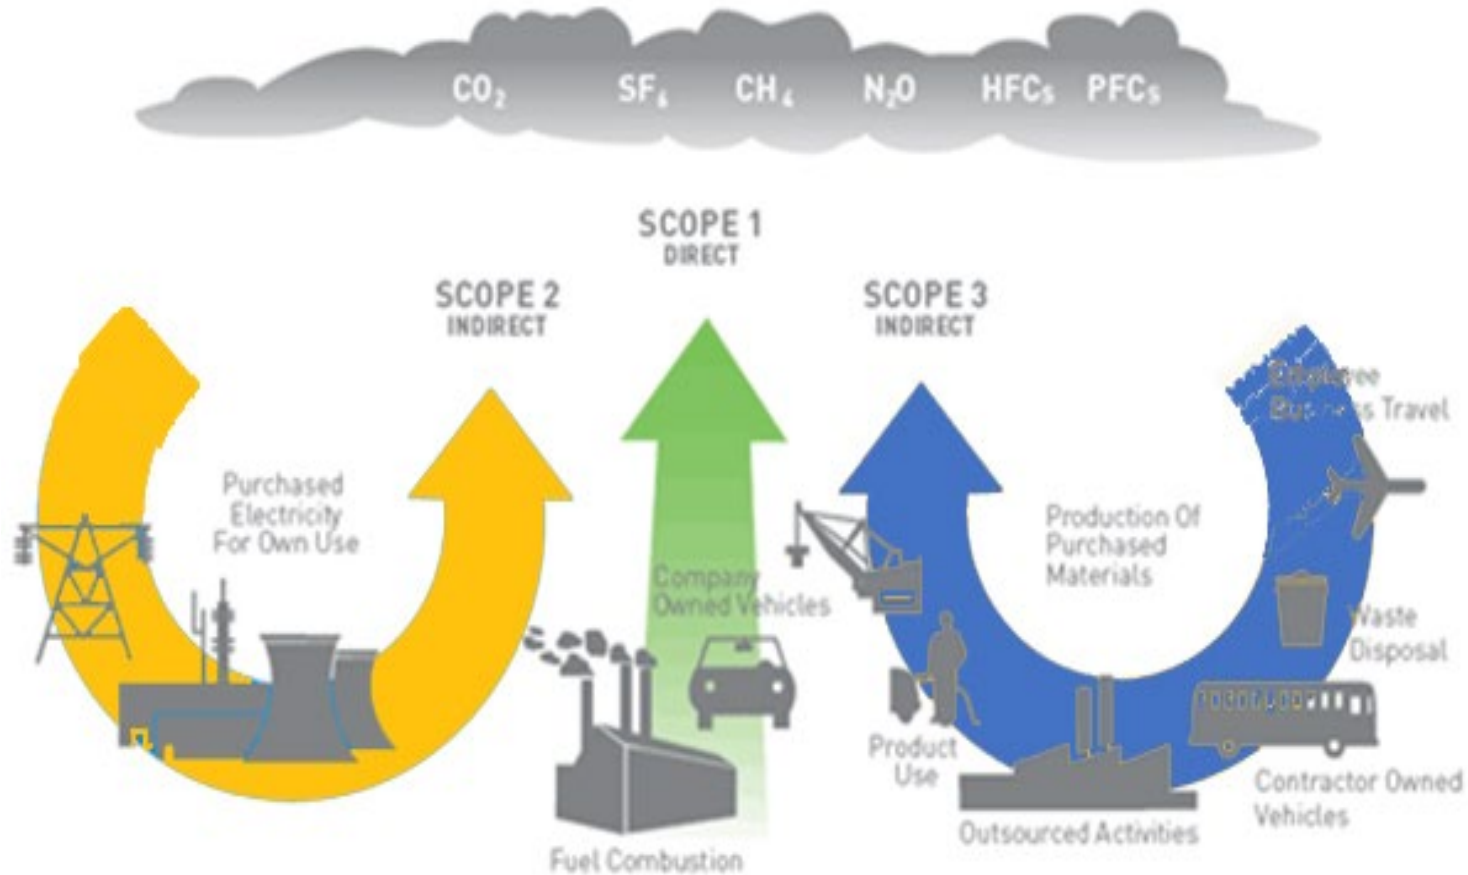 CO₂ SF₆ CH₄ N₂O HFCs PFCs
SCOPE 1
DIRECT
SCOPE 2
INDIRECT
SCOPE 3
INDIRECT
Purchased
Electricity
For Own Use
Company
Owned Vehicles
Fuel Combustion
Production Of
Purchased
Materials
Employee
Business Travel
Waste
Disposal
Product
Use
Outsourced Activities
Contractor Owned
Vehicles